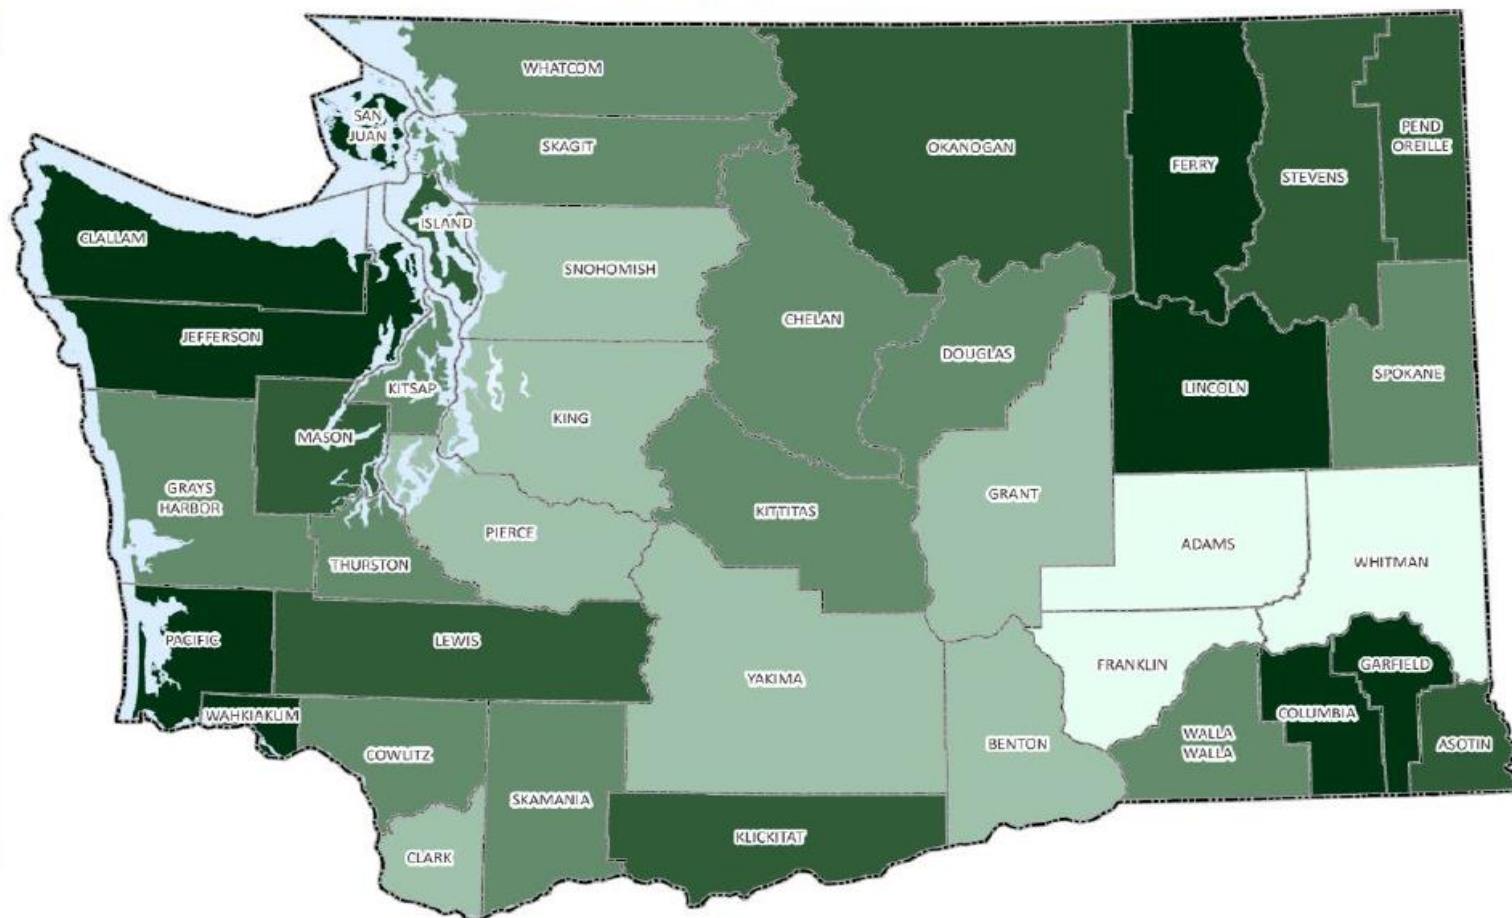 WHATCOM
SAN
JUAN
SKAGIT
OKANOGAN
FERRY
STEVENS
PEND
OREILLE
CLALLAM
ISLAND
SNOHOMISH
CHELAN
JEFFERSON
DOUGLAS
KITSAP
LINCOLN
SPOKANE
MASON
KING
GRAYS
HARBOR
GRANT
KITTITAS
PIERCE
ADAMS
WHITMAN
THURSTON
PACIFIC
LEWIS
YAKIMA
FRANKLIN
GARFIELD
WAHKIAKUM
COLUMBIA
COWLITZ
BENTON
WALLA
WALLA
ASOTIN
SKAMANIA
KLICKITAT
CLARK